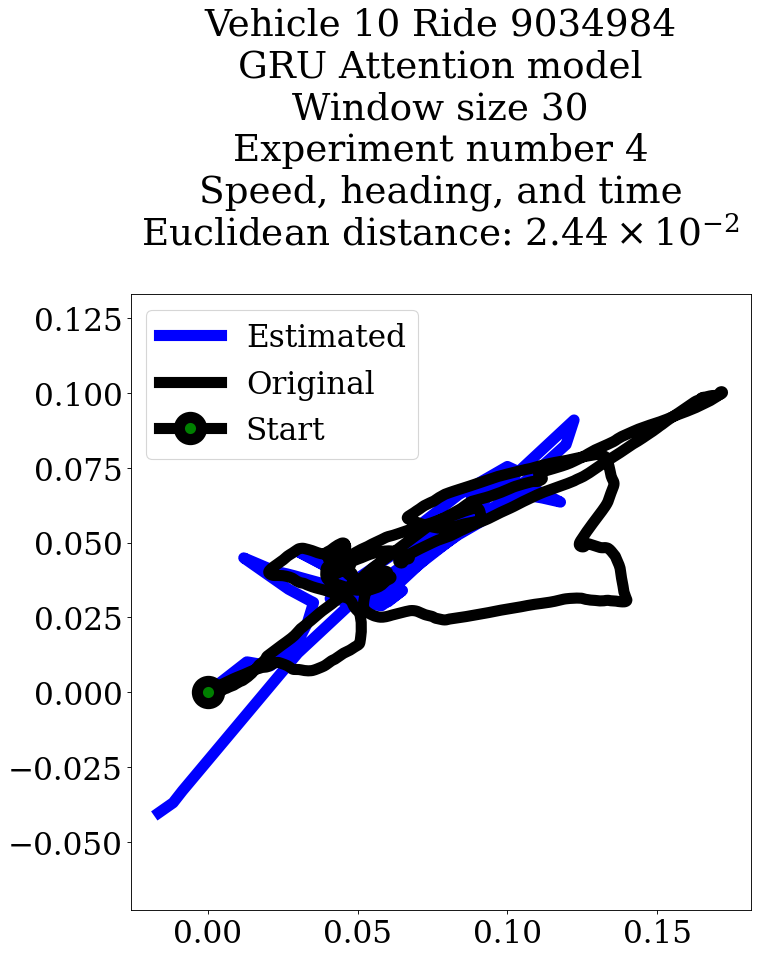 Vehicle 10 Ride 9034984
GRU Attention model
Window size 30
Experiment number 4
Speed, heading, and time
Euclidean distance: 2.44 × 10⁻²
Estimated
Original
Start
0.125
0.100
0.075
0.050
0.025
0.000
−0.025
−0.050
0.00 0.05 0.10 0.15